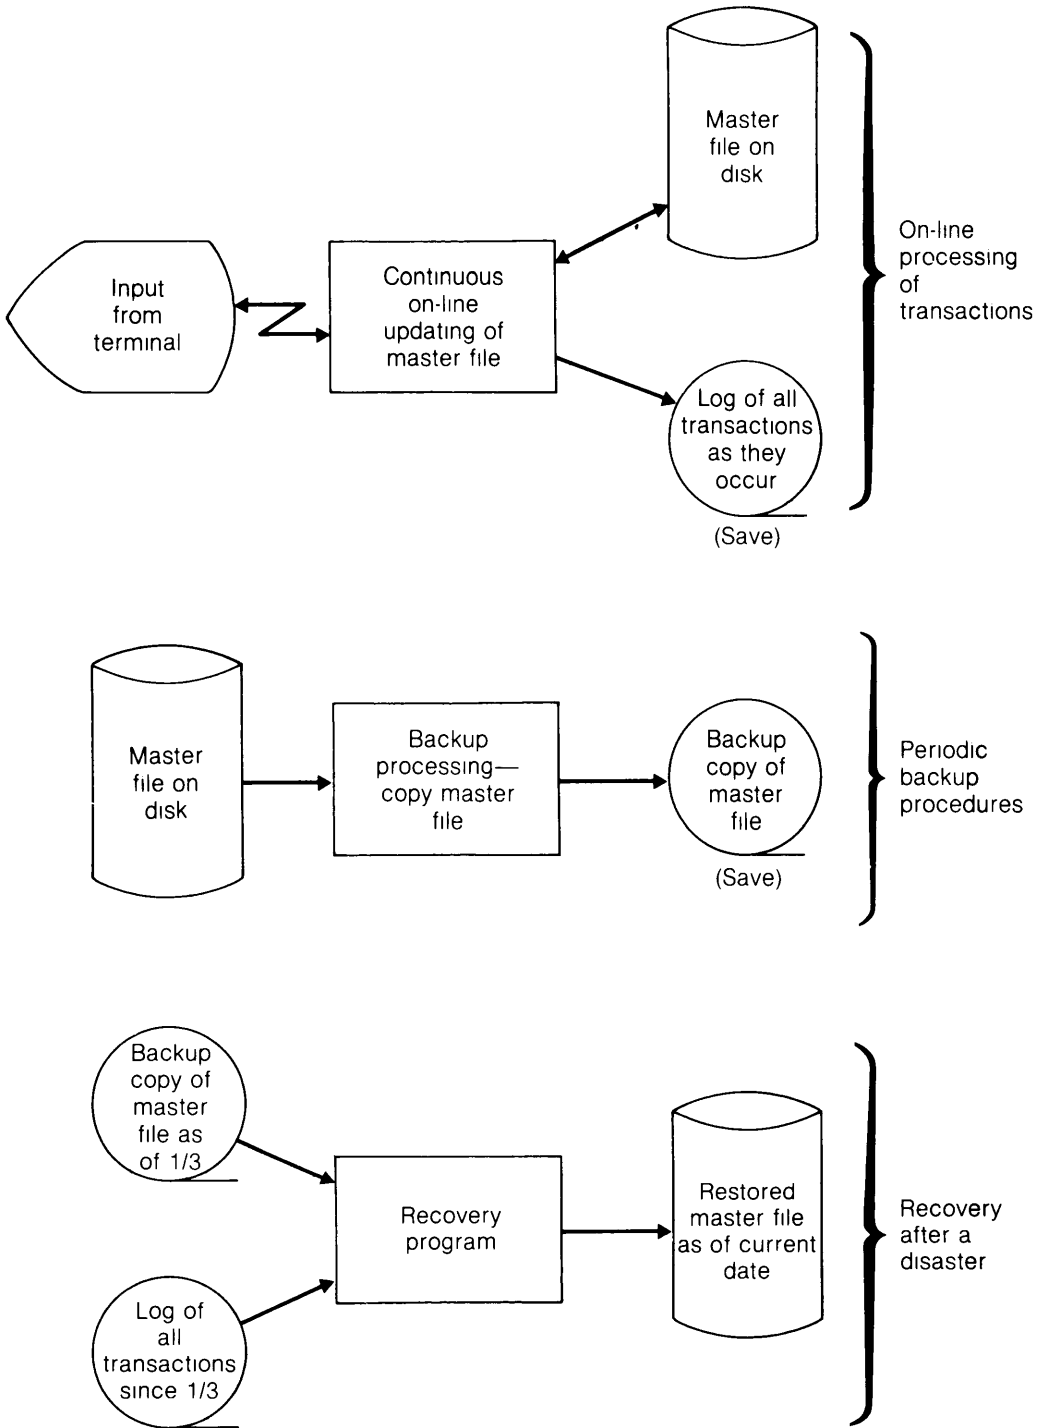 Master
file on
disk
On-line
processing
of
transactions
Input
from
terminal
Continuous
on-line
updating of
master file
Log of all
transactions
as they
occur
(Save)
Master
file on
disk
Backup
processing—
copy master
file
Backup
copy of
master
file
(Save)
Periodic
backup
procedures
Backup
copy of
master
file as
of 1/3
Recovery
program
Restored
master file
as of current
date
Recovery
after a
disaster
Log of
all
transactions
since 1/3